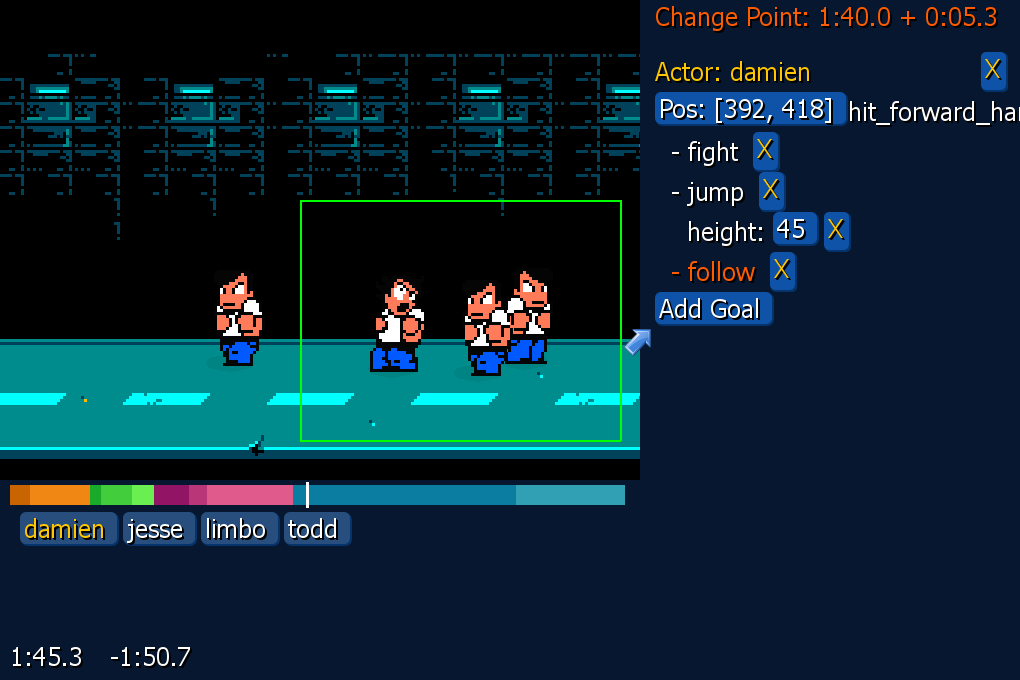 Change Point: 1:40.0 + 0:05.3
Actor: damien X
Pos: [392, 418] hit_forward_ha
- fight X
- jump X
height: 45 X
- follow X
Add Goal
damien jesse limbo todd
1:45.3 -1:50.7